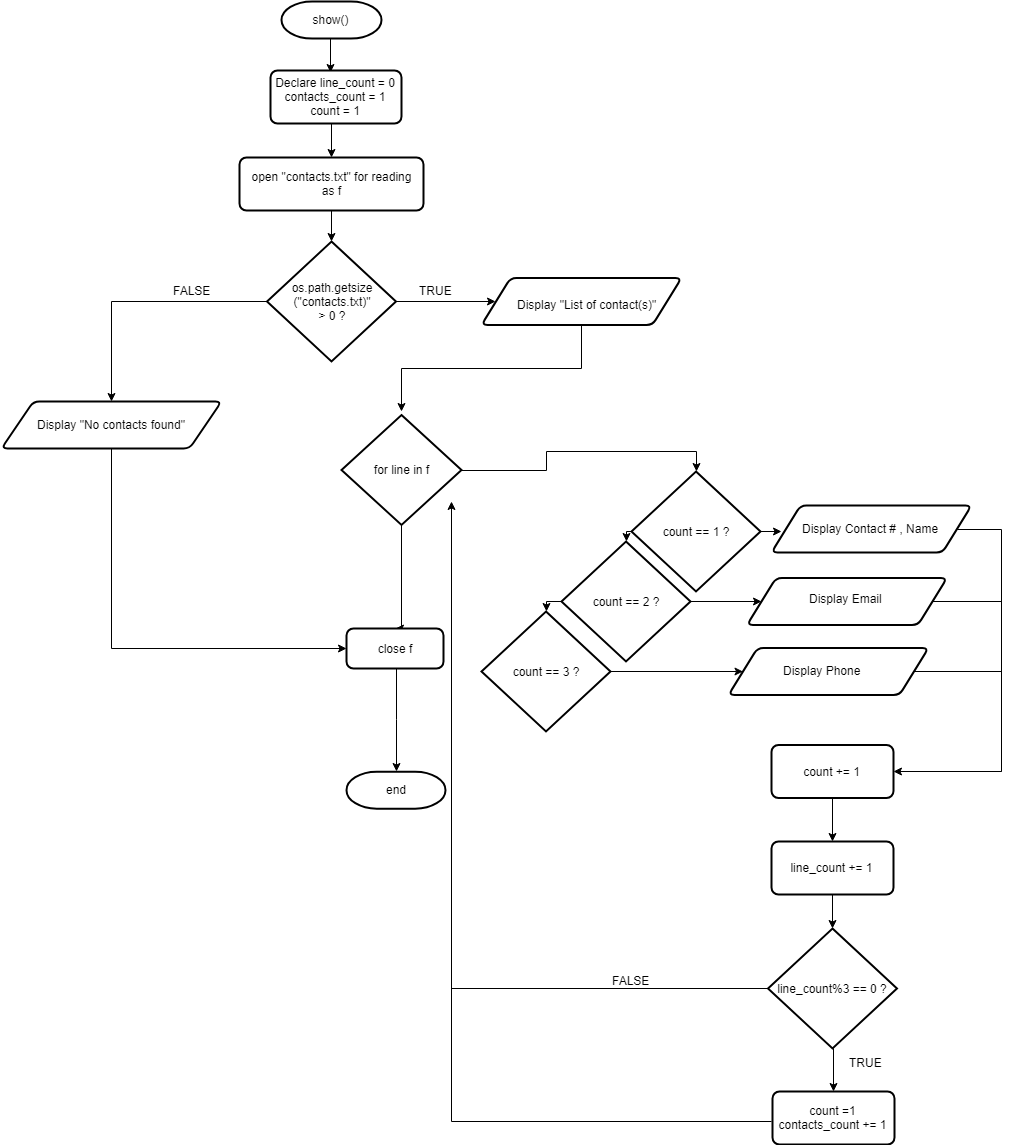 show()
Declare line_count = 0
contacts_count = 1
count = 1
open "contacts.txt" for reading
as f
os.path.getsize
("contacts.txt)"
> 0 ?
FALSE
TRUE
Display "List of contact(s)"
Display "No contacts found"
for line in f
count == 1 ?
Display Contact # , Name
count == 2 ?
Display Email
count == 3 ?
Display Phone
close f
end
count += 1
line_count += 1
line_count%3 == 0 ?
FALSE
TRUE
count =1
contacts_count += 1